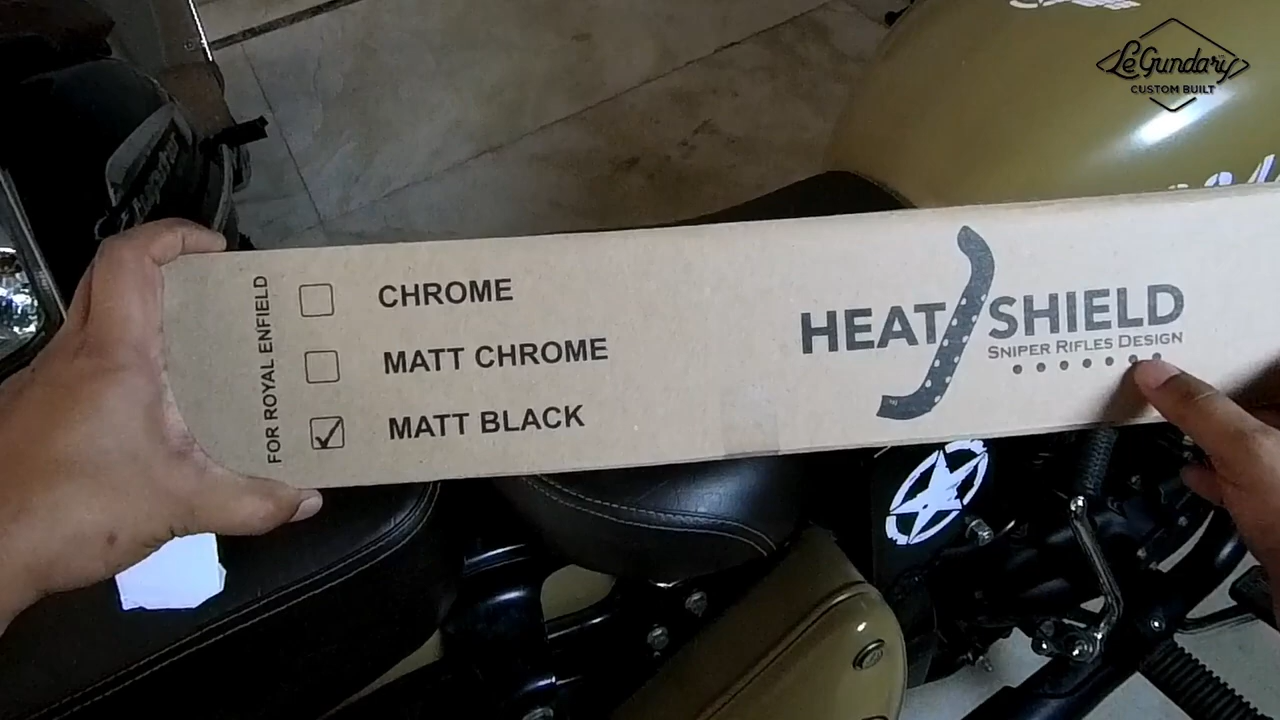 LeGundary
CUSTOM BUILT
FOR ROYAL ENFIELD
CHROME
MATT CHROME
MATT BLACK
HEAT SHIELD
SNIPER RIFLES DESIGN